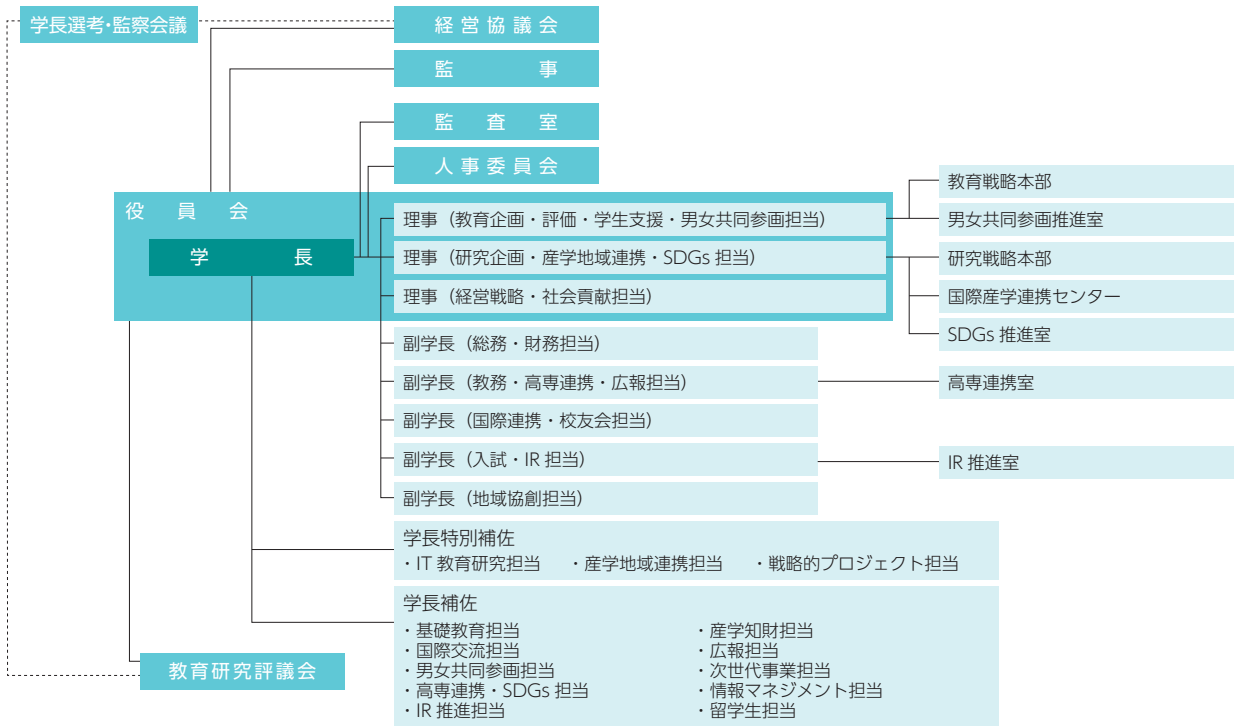 学長選考・監察会議
経営協議会
監事
監査室
人事委員会
役員会
学長
理事（教育企画・評価・学生支援・男女共同参画担当）
理事（研究企画・産学地域連携・SDGs 担当）
理事（経営戦略・社会貢献担当）
教育戦略本部
男女共同参画推進室
研究戦略本部
国際産学連携センター
SDGs 推進室
副学長（総務・財務担当）
副学長（教務・高専連携・広報担当）
高専連携室
副学長（国際連携・校友会担当）
副学長（入試・IR 担当）
IR 推進室
副学長（地域協創担当）
学長特別補佐
・IT 教育研究担当　・産学地域連携担当　・戦略的プロジェクト担当
学長補佐
・基礎教育担当
・国際交流担当
・男女共同参画担当
・高専連携・SDGs 担当
・IR 推進担当
・産学知財担当
・広報担当
・次世代事業担当
・情報マネジメント担当
・留学生担当
教育研究評議会